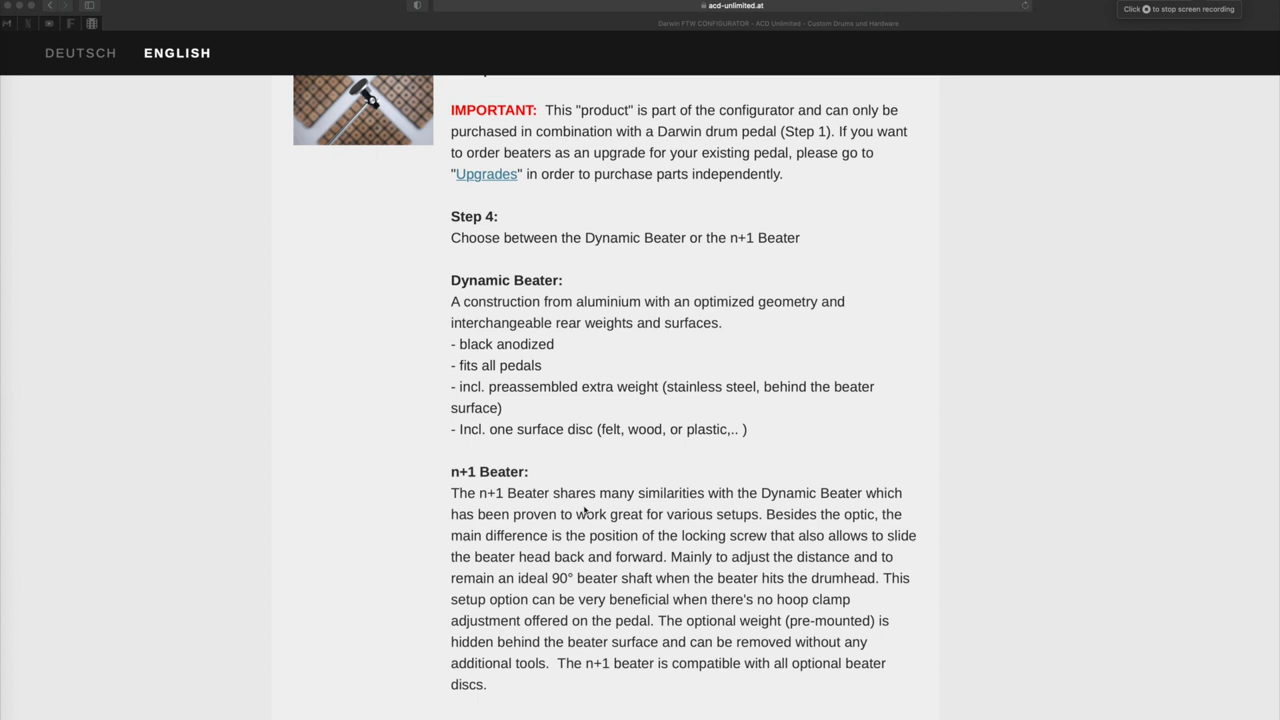 acd-unlimited.at
Click to stop screen recording
Darwin FTW CONFIGURATOR - ACD Unlimited - Custom Drums und Hardware
DEUTSCH ENGLISH
IMPORTANT: This "product" is part of the configurator and can only be
purchased in combination with a Darwin drum pedal (Step 1). If you want
to order beaters as an upgrade for your existing pedal, please go to
"Upgrades" in order to purchase parts independently.
Step 4:
Choose between the Dynamic Beater or the n+1 Beater
Dynamic Beater:
A construction from aluminium with an optimized geometry and
interchangeable rear weights and surfaces.
- black anodized
- fits all pedals
- incl. preassembled extra weight (stainless steel, behind the beater
surface)
- Incl. one surface disc (felt, wood, or plastic,.. )
n+1 Beater:
The n+1 Beater shares many similarities with the Dynamic Beater which
has been proven to work great for various setups. Besides the optic, the
main difference is the position of the locking screw that also allows to slide
the beater head back and forward. Mainly to adjust the distance and to
remain an ideal 90° beater shaft when the beater hits the drumhead. This
setup option can be very beneficial when there's no hoop clamp
adjustment offered on the pedal. The optional weight (pre-mounted) is
hidden behind the beater surface and can be removed without any
additional tools.  The n+1 beater is compatible with all optional beater
discs.